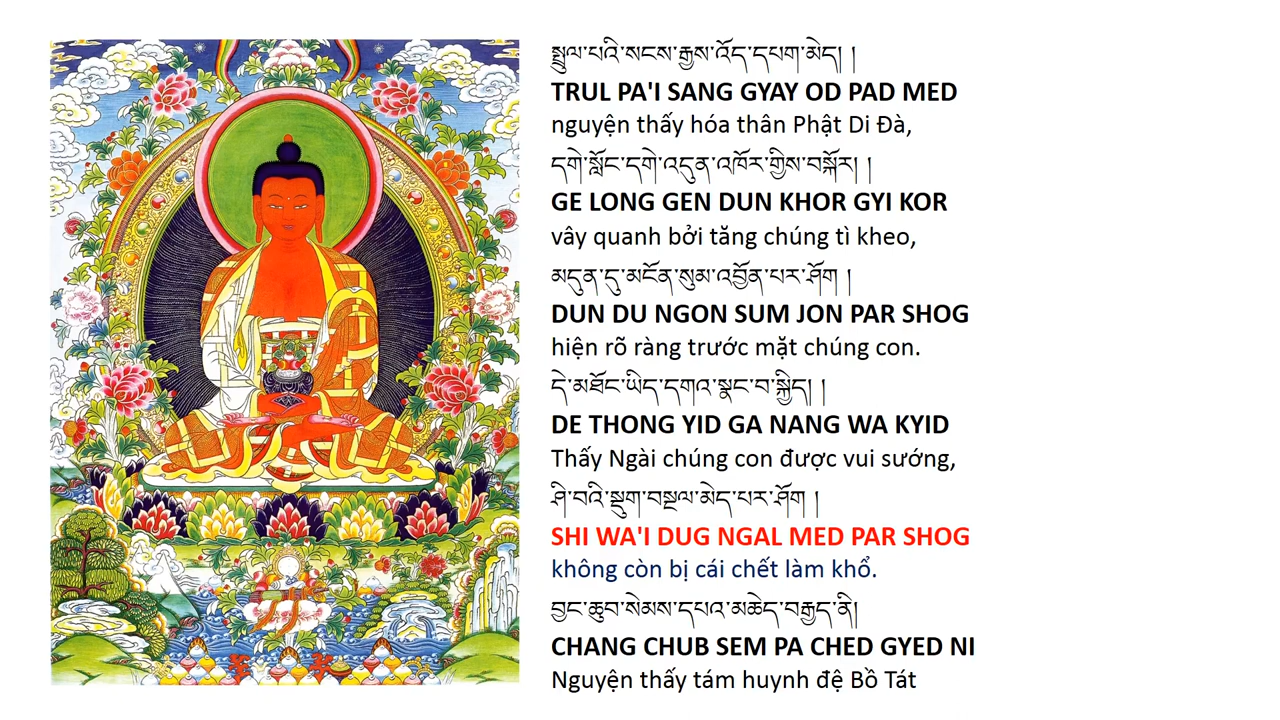 སྤྲུལ་པའི་སངས་རྒྱས་འོད་དཔག་མེད། །
TRUL PA'I SANG GYAY OD PAD MED
nguyện thấy hóa thân Phật Di Đà,
དགེ་སློང་དགེ་འདུན་འཁོར་གྱིས་བསྐོར། །
GE LONG GEN DUN KHOR GYI KOR
vây quanh bởi tăng chúng tì kheo,
མདུན་དུ་མངོན་སུམ་འབྱོན་པར་ཤོག །
DUN DU NGON SUM JON PAR SHOG
hiện rõ ràng trước mặt chúng con.
དེ་མཐོང་ཡིད་དགའ་སྣང་བ་སྐྱིད། །
DE THONG YID GA NANG WA KYID
Thấy Ngài chúng con được vui sướng,
ཤི་བའི་སྡུག་བསྔལ་མེད་པར་ཤོག །
SHI WA'I DUG NGAL MED PAR SHOG
không còn bị cái chết làm khổ.
བྱང་ཆུབ་སེམས་དཔའ་མཆེད་བརྒྱད་ནི།
CHANG CHUB SEM PA CHED GYED NI
Nguyện thấy tám huynh đệ Bồ Tát